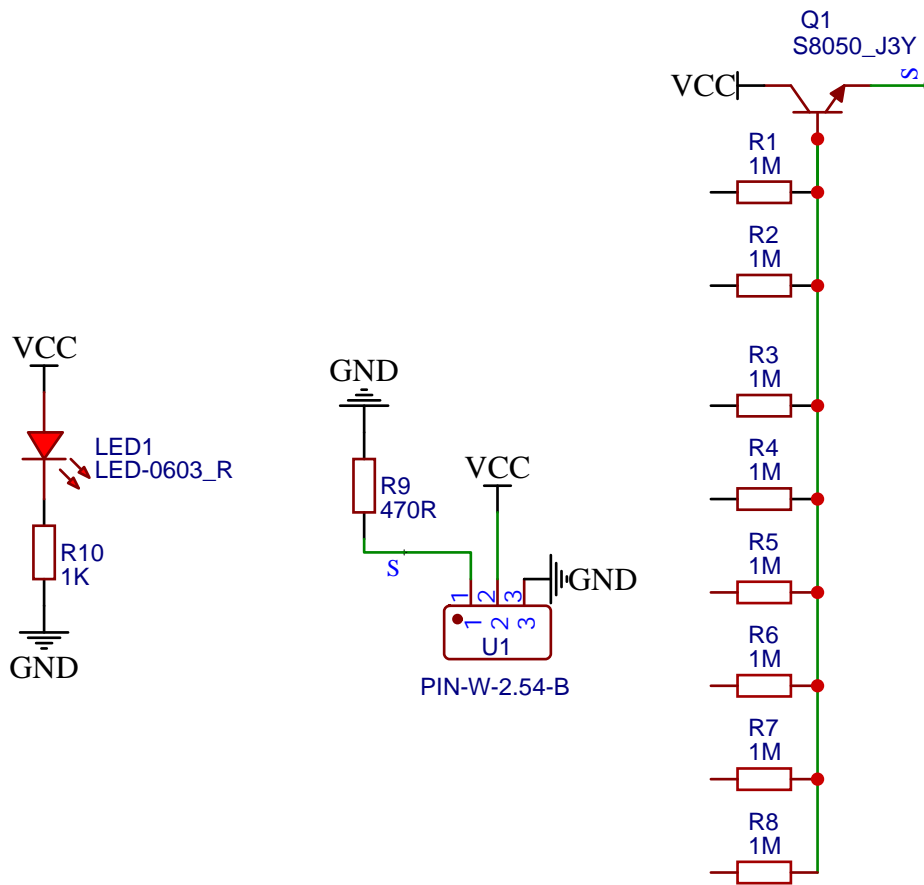 Q1
S8050_J3Y
VCC
S
R1
1M
R2
1M
R3
1M
R4
1M
R5
1M
R6
1M
R7
1M
R8
1M
VCC
LED1
LED-0603_R
R10
1K
GND
GND
R9
470R
S
VCC
GND
1 2 3
1 2 3
U1
PIN-W-2.54-B